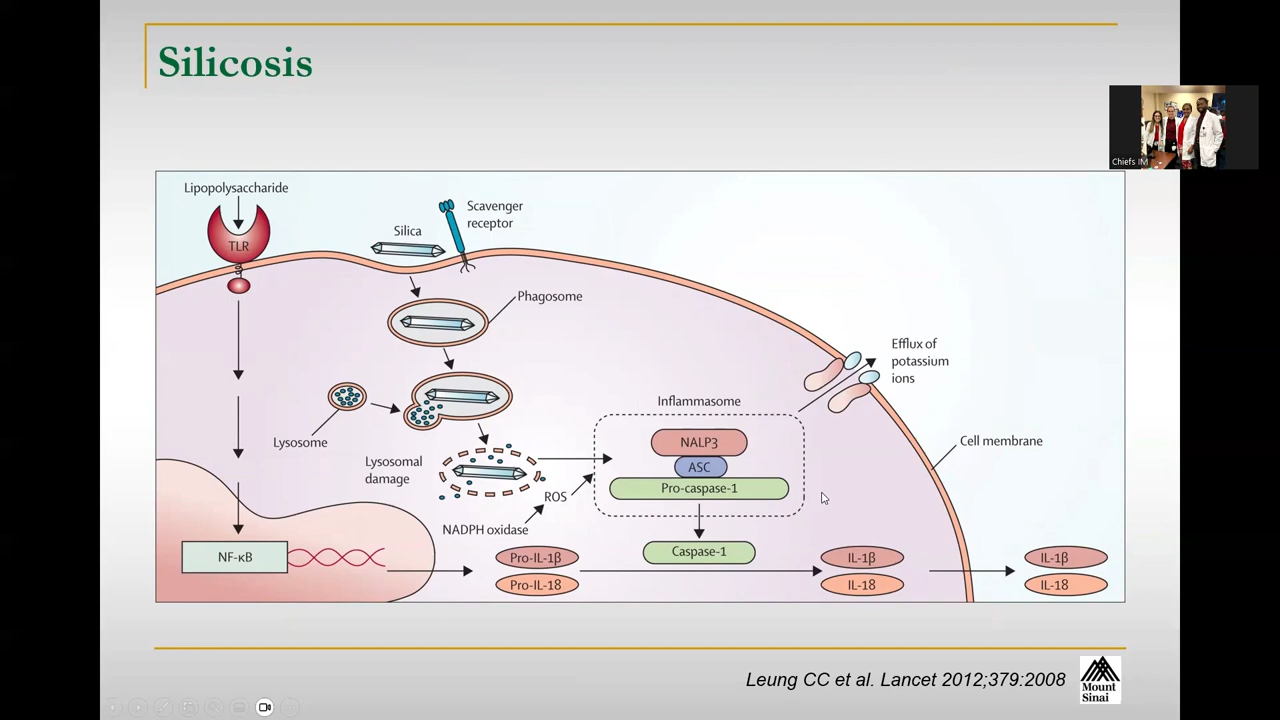 Silicosis
Chiefs IM
Lipopolysaccharide
TLR
Silica
Scavenger
receptor
Phagosome
Efflux of
potassium
ions
Lysosome
Lysosomal
damage
ROS
NADPH oxidase
Inflammasome
NALP3
ASC
Pro-caspase-1
Cell membrane
NF-κB
Pro-IL-1β
Pro-IL-18
Caspase-1
IL-1β
IL-18
IL-1β
IL-18
Leung CC et al. Lancet 2012;379:2008
Mount
Sinai